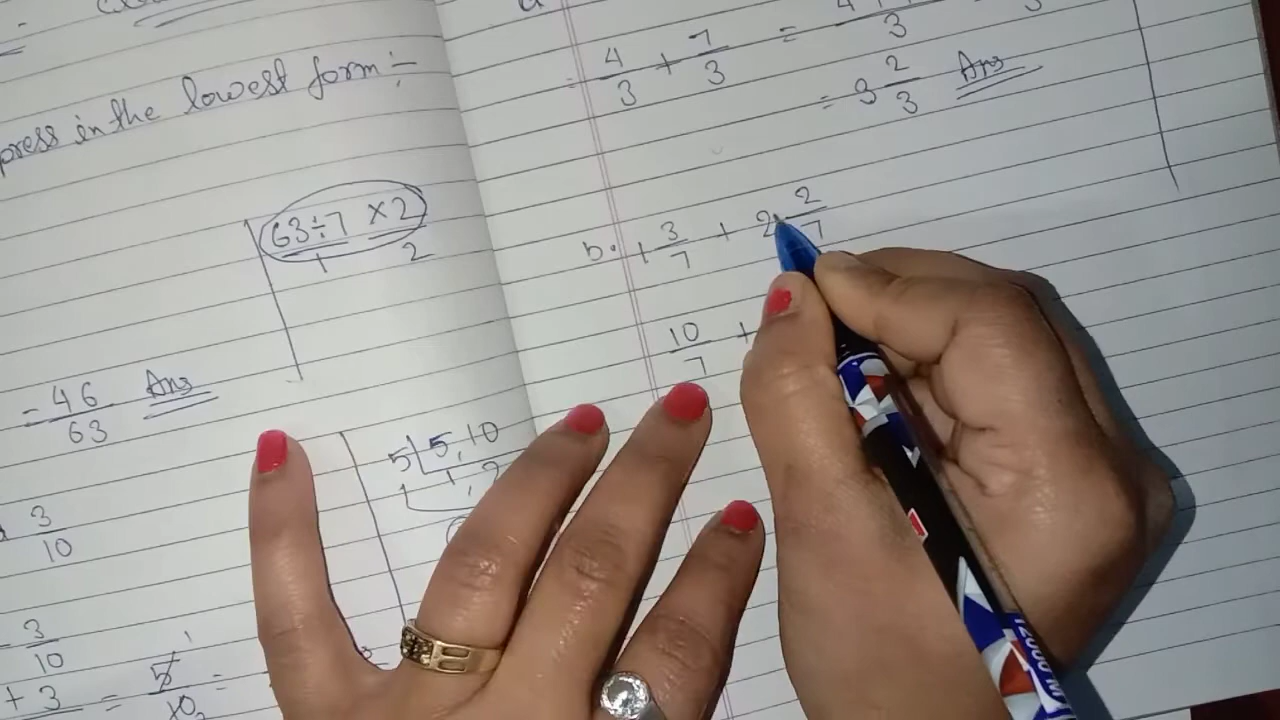 press in the lowest form :-
63÷7 ×2
1 2
= 46/63 Ans
5 | 5, 10
1, 2
3/10
- 3/10
+ 3 = 5/10 =
= 4/3 + 7/3 =
3
= 3 2/3 Ans
b. 1 3/7 + 2 2/7
10/7 +
12000 M